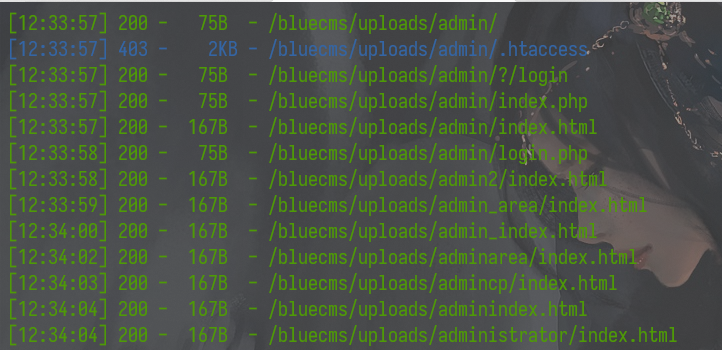 [12:33:57] 200 -   75B  - /bluecms/uploads/admin/
[12:33:57] 403 -    2KB - /bluecms/uploads/admin/.htaccess
[12:33:57] 200 -   75B  - /bluecms/uploads/admin/?/login
[12:33:57] 200 -   75B  - /bluecms/uploads/admin/index.php
[12:33:57] 200 -  167B  - /bluecms/uploads/admin/index.html
[12:33:58] 200 -   75B  - /bluecms/uploads/admin/login.php
[12:33:58] 200 -  167B  - /bluecms/uploads/admin2/index.html
[12:33:59] 200 -  167B  - /bluecms/uploads/admin_area/index.html
[12:34:00] 200 -  167B  - /bluecms/uploads/admin_index.html
[12:34:02] 200 -  167B  - /bluecms/uploads/adminarea/index.html
[12:34:03] 200 -  167B  - /bluecms/uploads/admincp/index.html
[12:34:04] 200 -  167B  - /bluecms/uploads/adminindex.html
[12:34:04] 200 -  167B  - /bluecms/uploads/administrator/index.html